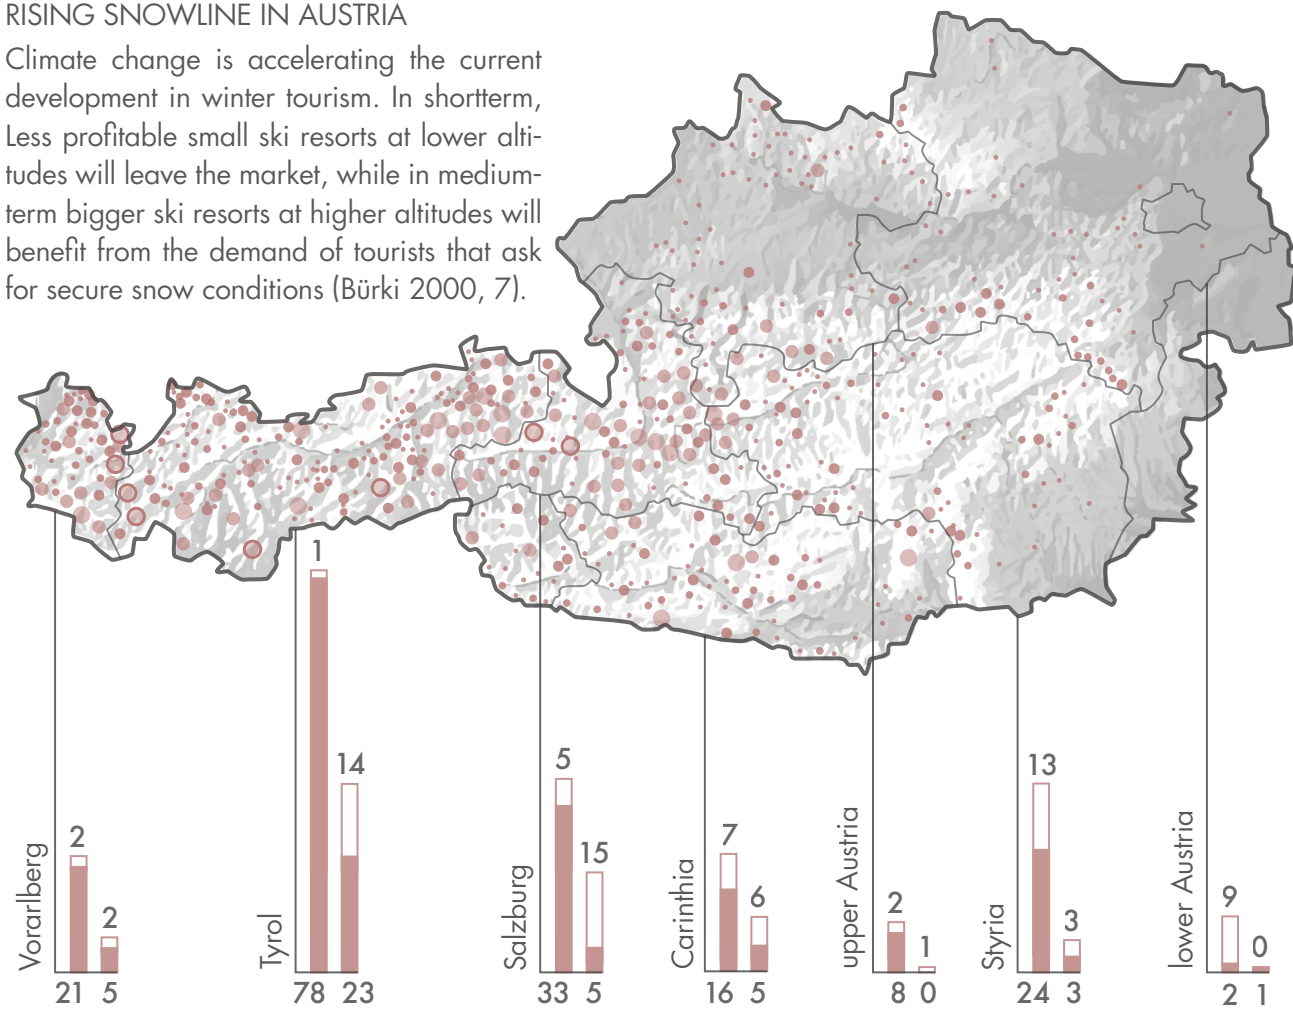 RISING SNOWLINE IN AUSTRIA
Climate change is accelerating the current
development in winter tourism. In shortterm,
Less profitable small ski resorts at lower alti-
tudes will leave the market, while in medium-
term bigger ski resorts at higher altitudes will
benefit from the demand of tourists that ask
for secure snow conditions (Bürki 2000, 7).
Vorarlberg
2
2
21 5
Tyrol
1
14
78 23
Salzburg
5
15
33 5
Carinthia
7
6
16 5
upper Austria
2
1
8 0
Styria
13
3
24 3
lower Austria
9
0
2 1